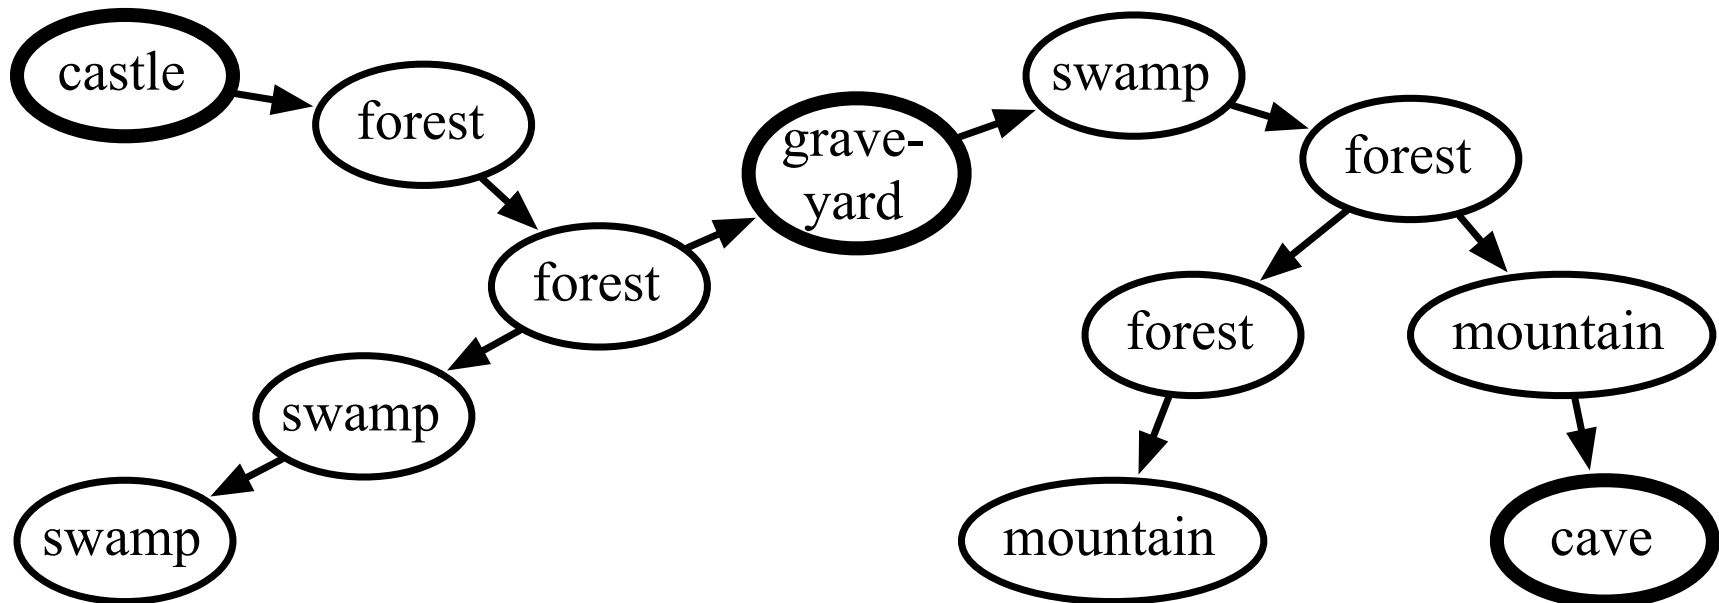 castle
forest
forest
swamp
swamp
grave-
yard
swamp
forest
forest
mountain
mountain
cave